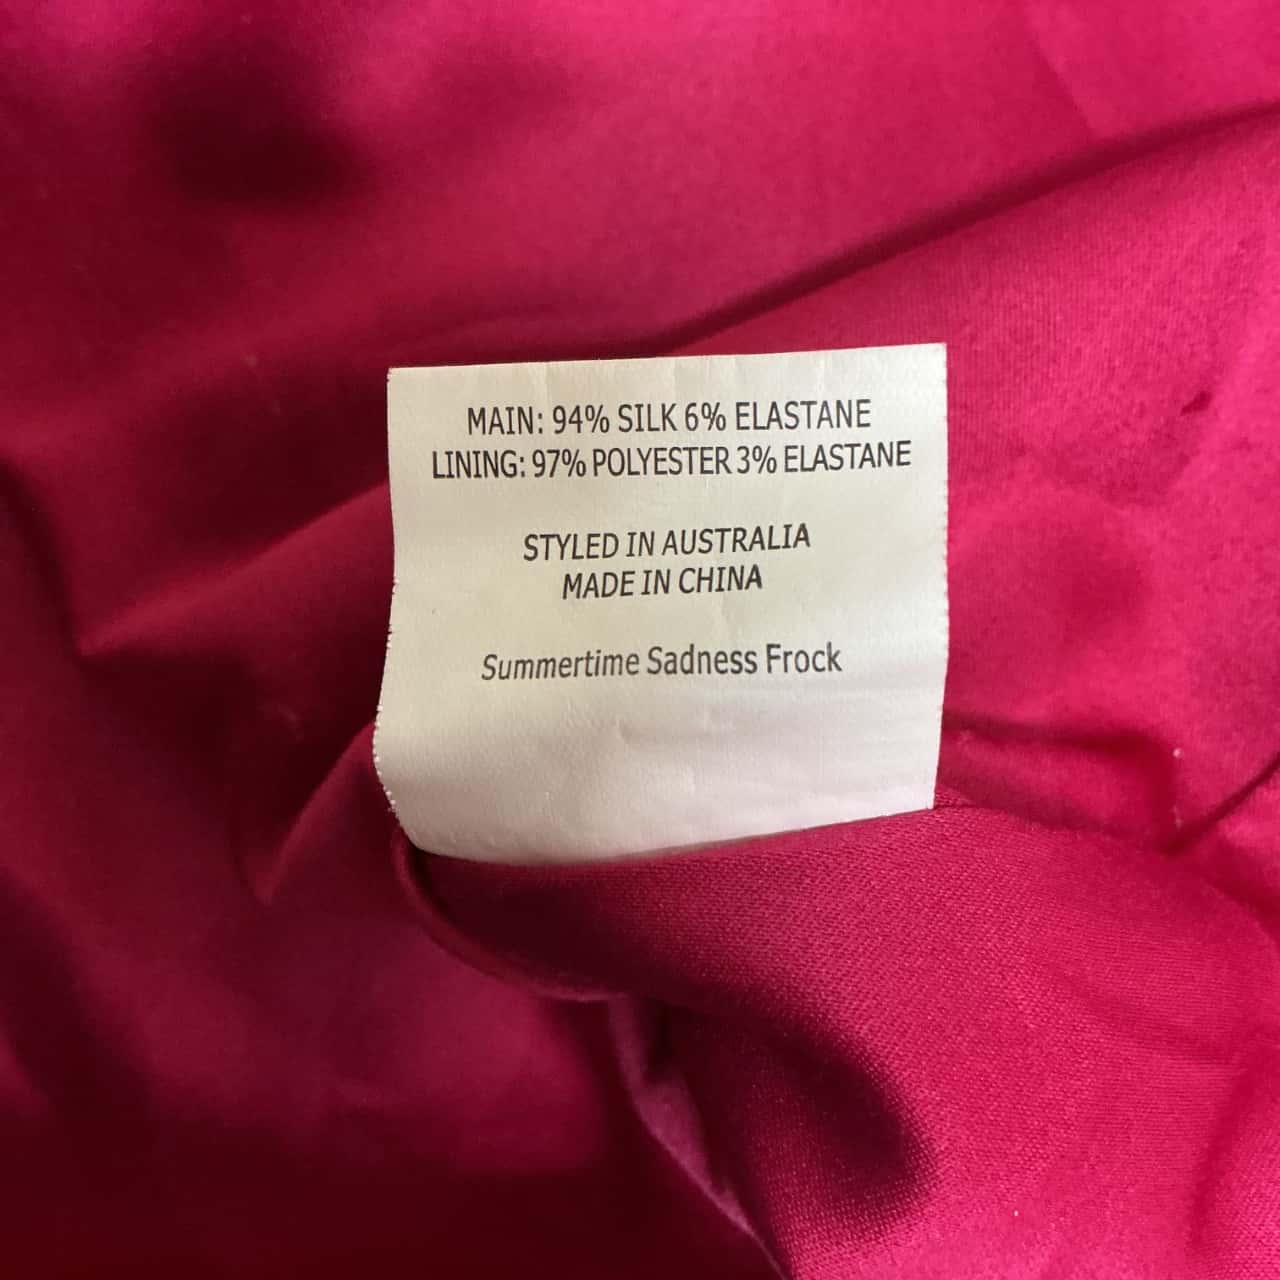 MAIN: 94% SILK 6% ELASTANE
LINING: 97% POLYESTER 3% ELASTANE
STYLED IN AUSTRALIA
MADE IN CHINA
Summertime Sadness Frock